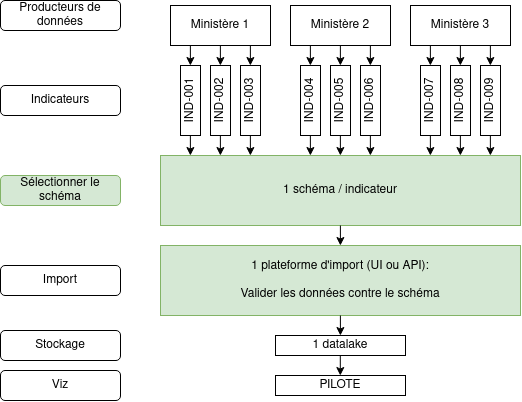 Producteurs de
données
Ministère 1
Ministère 2
Ministère 3
Indicateurs
IND-001
IND-002
IND-003
IND-004
IND-005
IND-006
IND-007
IND-008
IND-009
Sélectionner le
schéma
1 schéma / indicateur
Import
1 plateforme d'import (UI ou API):
Valider les données contre le schéma
Stockage
1 datalake
Viz
PILOTE